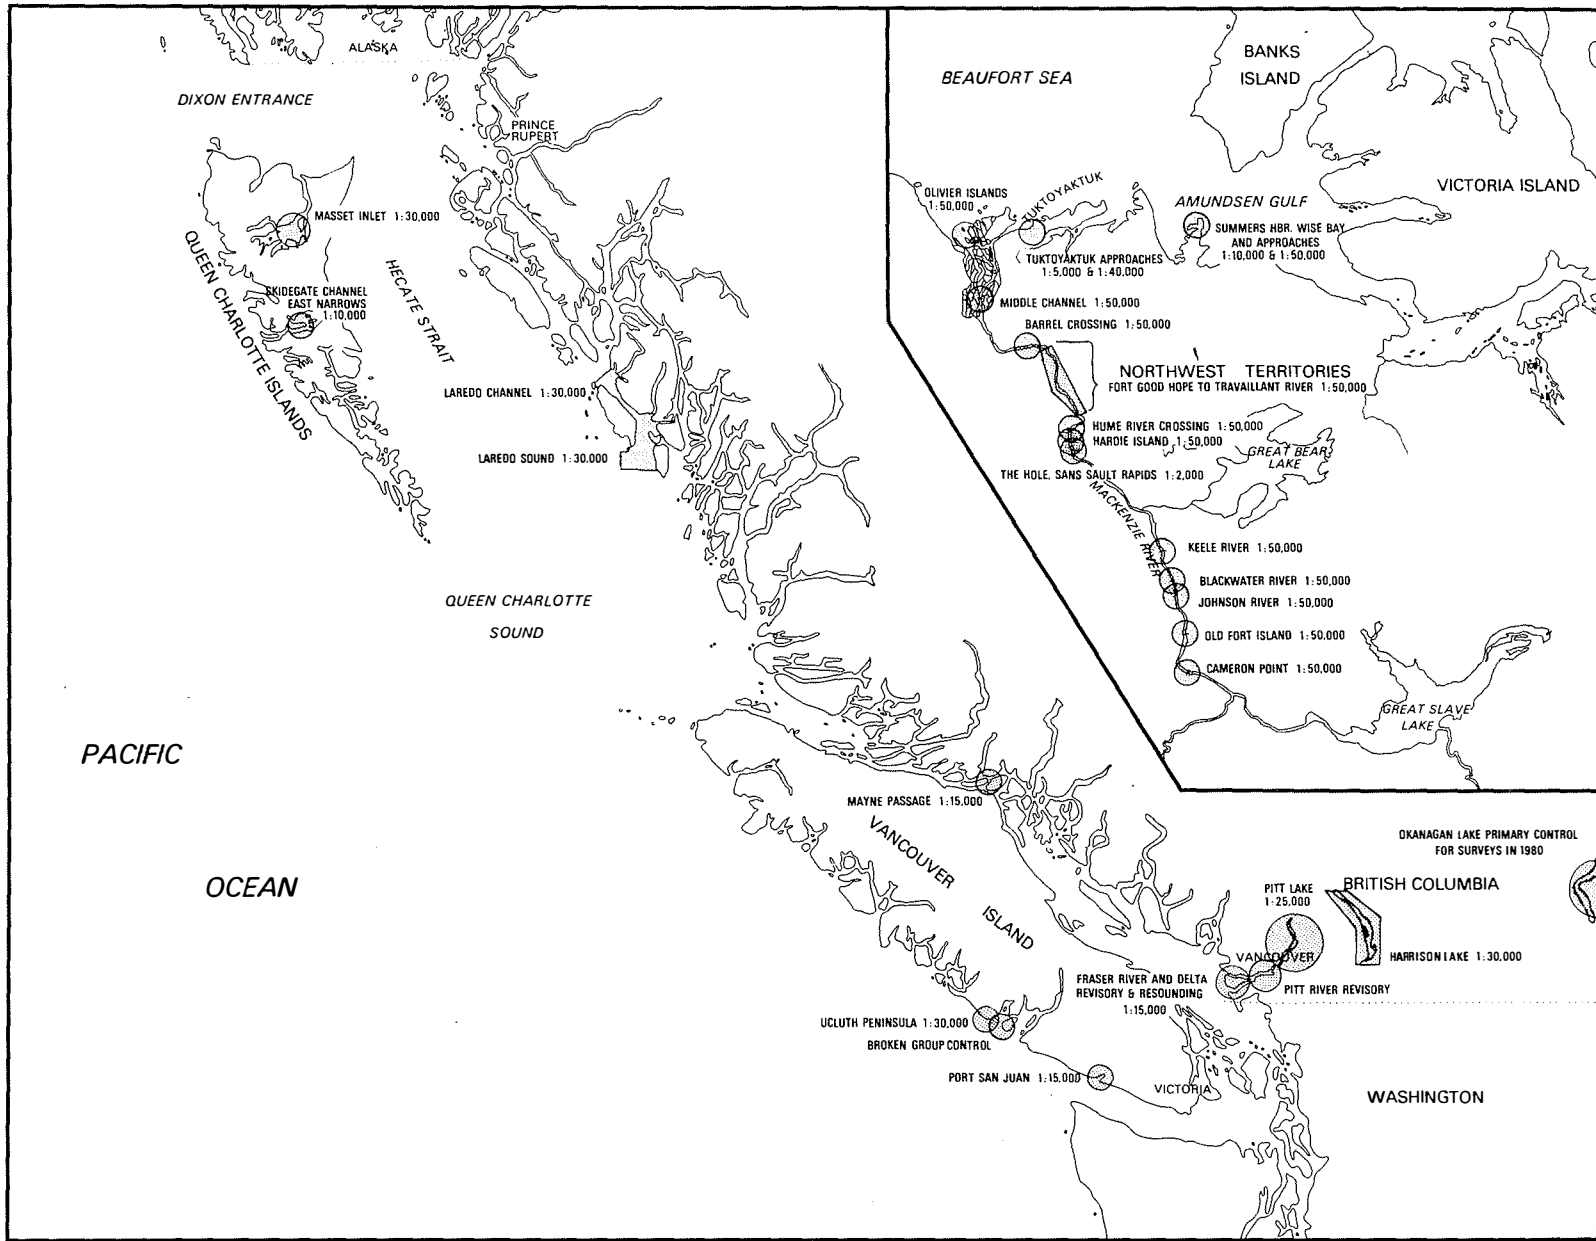 ALASKA
DIXON ENTRANCE
PRINCE
RUPERT
MASSET INLET 1:30,000
QUEEN CHARLOTTE ISLANDS
SKIDEGATE CHANNEL
EAST NARROWS
1:10,000
HECATE STRAIT
LAREDO CHANNEL 1:30,000
LAREDO SOUND 1:30,000
QUEEN CHARLOTTE
SOUND
PACIFIC
OCEAN
MAYNE PASSAGE 1:15,000
VANCOUVER
ISLAND
UCLUTH PENINSULA 1:30,000
BROKEN GROUP CONTROL
PORT SAN JUAN 1:15,000
VICTORIA
FRASER RIVER AND DELTA
REVISORY & RESOUNDING
1:15,000
VANCOUVER
PITT RIVER REVISORY
PITT LAKE
1:25,000
BRITISH COLUMBIA
HARRISON LAKE 1:30,000
OKANAGAN LAKE PRIMARY CONTROL
FOR SURVEYS IN 1980
WASHINGTON
BEAUFORT SEA
BANKS
ISLAND
VICTORIA ISLAND
AMUNDSEN GULF
OLIVIER ISLANDS
1:50,000
TUKTOYAKTUK
TUKTOYAKTUK APPROACHES
1:5,000 & 1:40,000
SUMMERS HBR. WISE BAY
AND APPROACHES
1:10,000 & 1:50,000
MIDDLE CHANNEL 1:50,000
BARREL CROSSING 1:50,000
NORTHWEST TERRITORIES
FORT GOOD HOPE TO TRAVAILLANT RIVER 1:50,000
HUME RIVER CROSSING 1:50,000
HARDIE ISLAND 1:50,000
THE HOLE, SANS SAULT RAPIDS 1:2,000
GREAT BEAR
LAKE
MACKENZIE RIVER
KEELE RIVER 1:50,000
BLACKWATER RIVER 1:50,000
JOHNSON RIVER 1:50,000
OLD FORT ISLAND 1:50,000
CAMERON POINT 1:50,000
GREAT SLAVE
LAKE